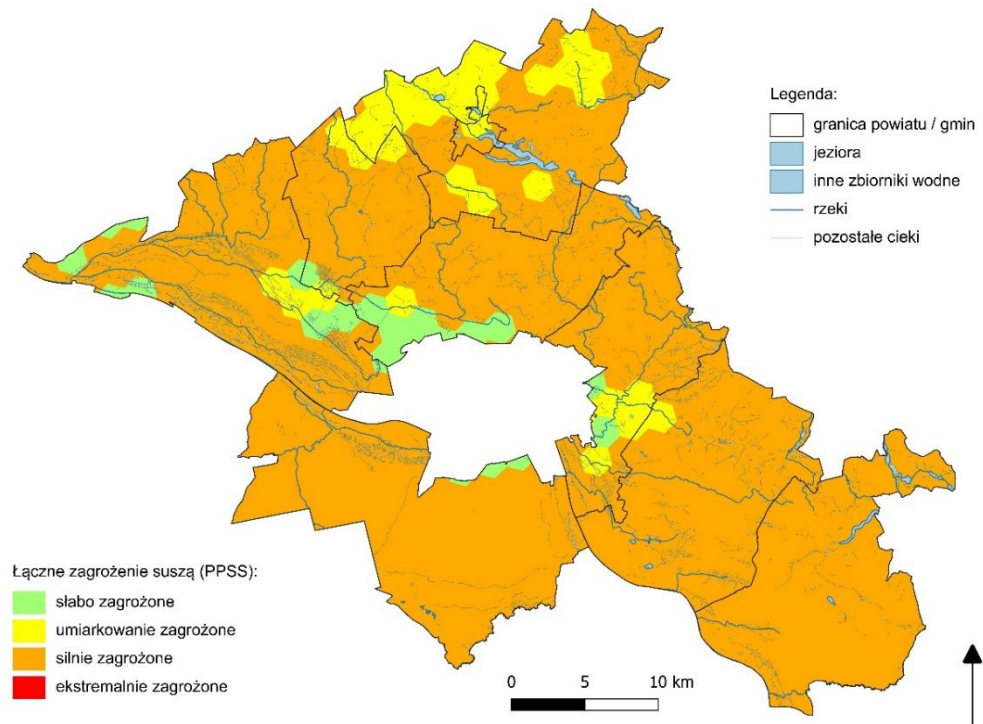 Legenda:
granica powiatu / gmin
jeziora
inne zbiorniki wodne
rzeki
pozostałe cieki
Łączne zagrożenie suszą (PPSS):
słabo zagrożone
umiarkowanie zagrożone
silnie zagrożone
ekstremalnie zagrożone
0 5 10 km